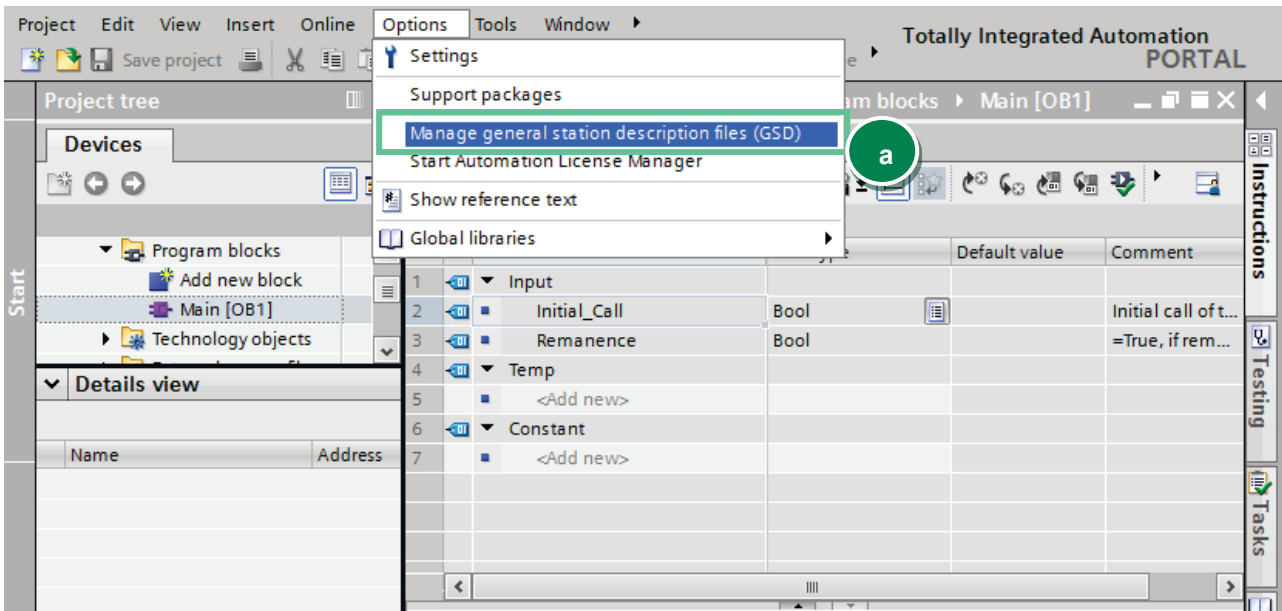 Project Edit View Insert Online Options Tools Window
Totally Integrated Automation
PORTAL
Save project
Settings
Support packages
Manage general station description files (GSD)
Start Automation License Manager
Show reference text
Global libraries
a
Project tree
am blocks Main [OB1]
Devices
Program blocks
Add new block
Main [OB1]
Technology objects
Details view
Name Address
Default value Comment
1 Input
2 Initial_Call Bool Initial call of t...
3 Remanence Bool =True, if rem...
4 Temp
5 <Add new>
6 Constant
7 <Add new>
Start
Instructions
Testing
Tasks